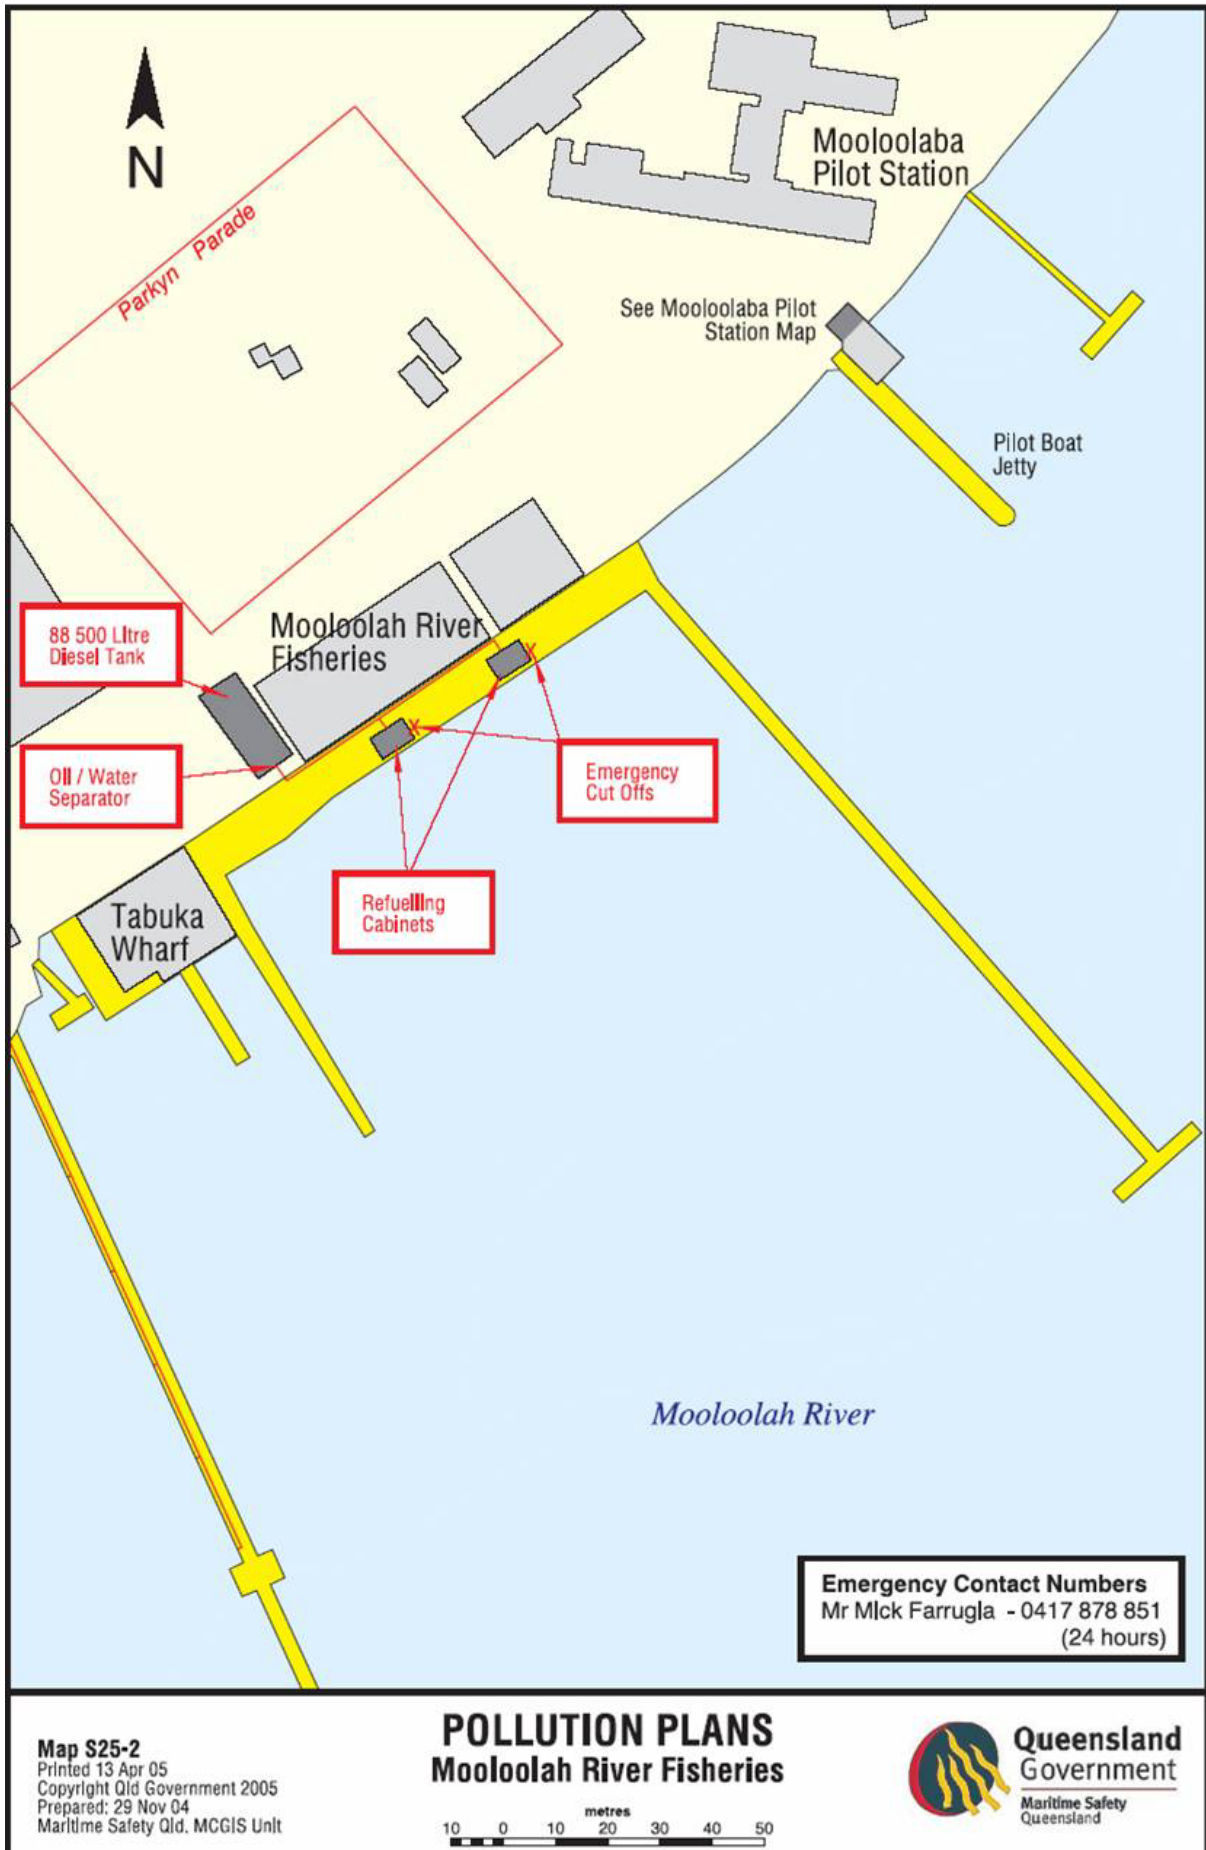 N
Parkyn Parade
Mooloolaba
Pilot Station
See Mooloolaba Pilot
Station Map
Pilot Boat
Jetty
88 500 Litre
Diesel Tank
Mooloolah River
Fisheries
Oil / Water
Separator
Emergency
Cut Offs
Refuelling
Cabinets
Tabuka
Wharf
Mooloolah River
Emergency Contact Numbers
Mr Mick Farrugia - 0417 878 851
(24 hours)
Map S25-2
Printed 13 Apr 05
Copyright Qld Government 2005
Prepared: 29 Nov 04
Maritime Safety Qld. MCGIS Unit
POLLUTION PLANS
Mooloolah River Fisheries
metres
10 0 10 20 30 40 50
Queensland
Government
Maritime Safety
Queensland